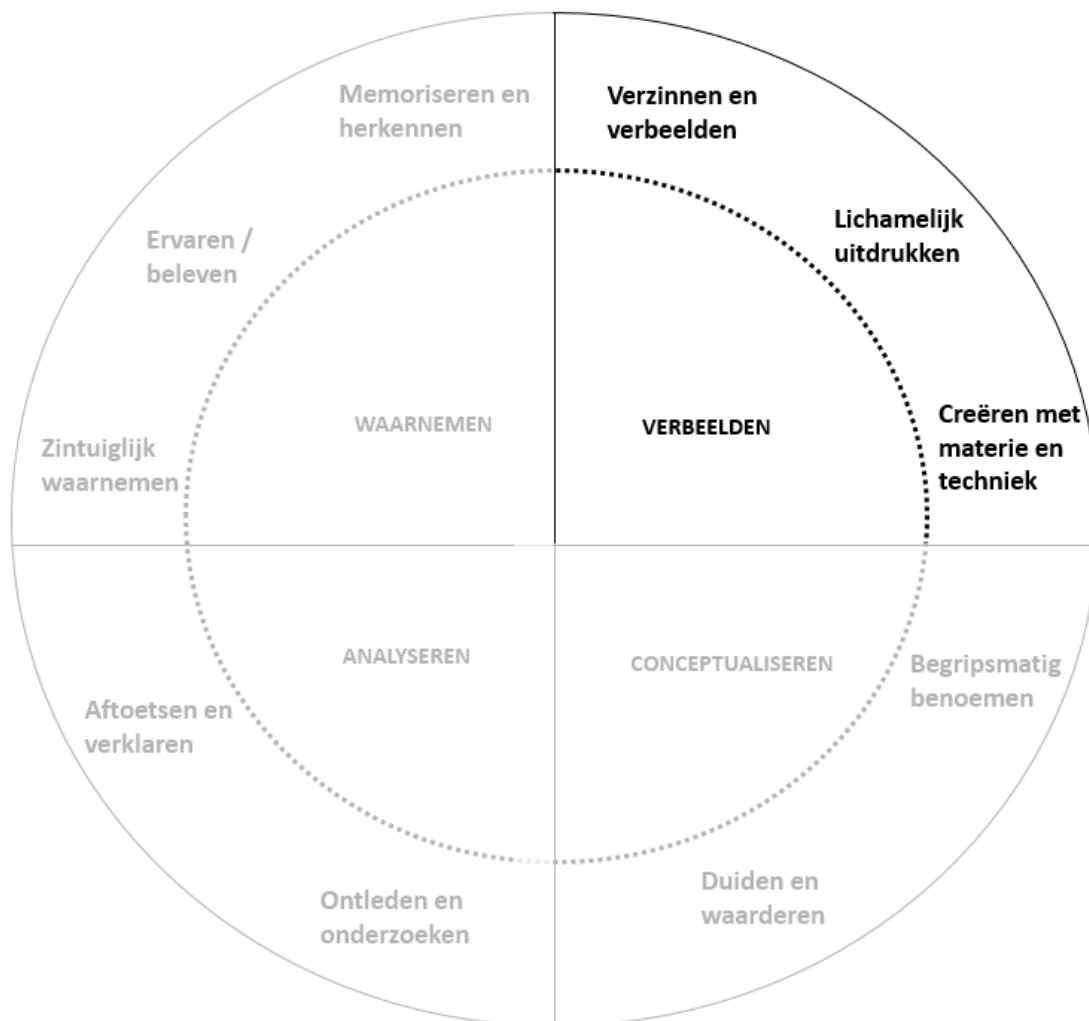 Memoriseren en
herkennen
Verzinnen en
verbeelden
Ervaren /
beleven
Lichamelijk
uitdrukken
Zintuiglijk
waarnemen
WAARNEMEN
VERBEELDEN
Creëren met
materie en
techniek
ANALYSEREN
CONCEPTUALISEREN
Begripsmatig
benoemen
Aftoetsen en
verklaren
Ontleden en
onderzoeken
Duiden en
waarderen